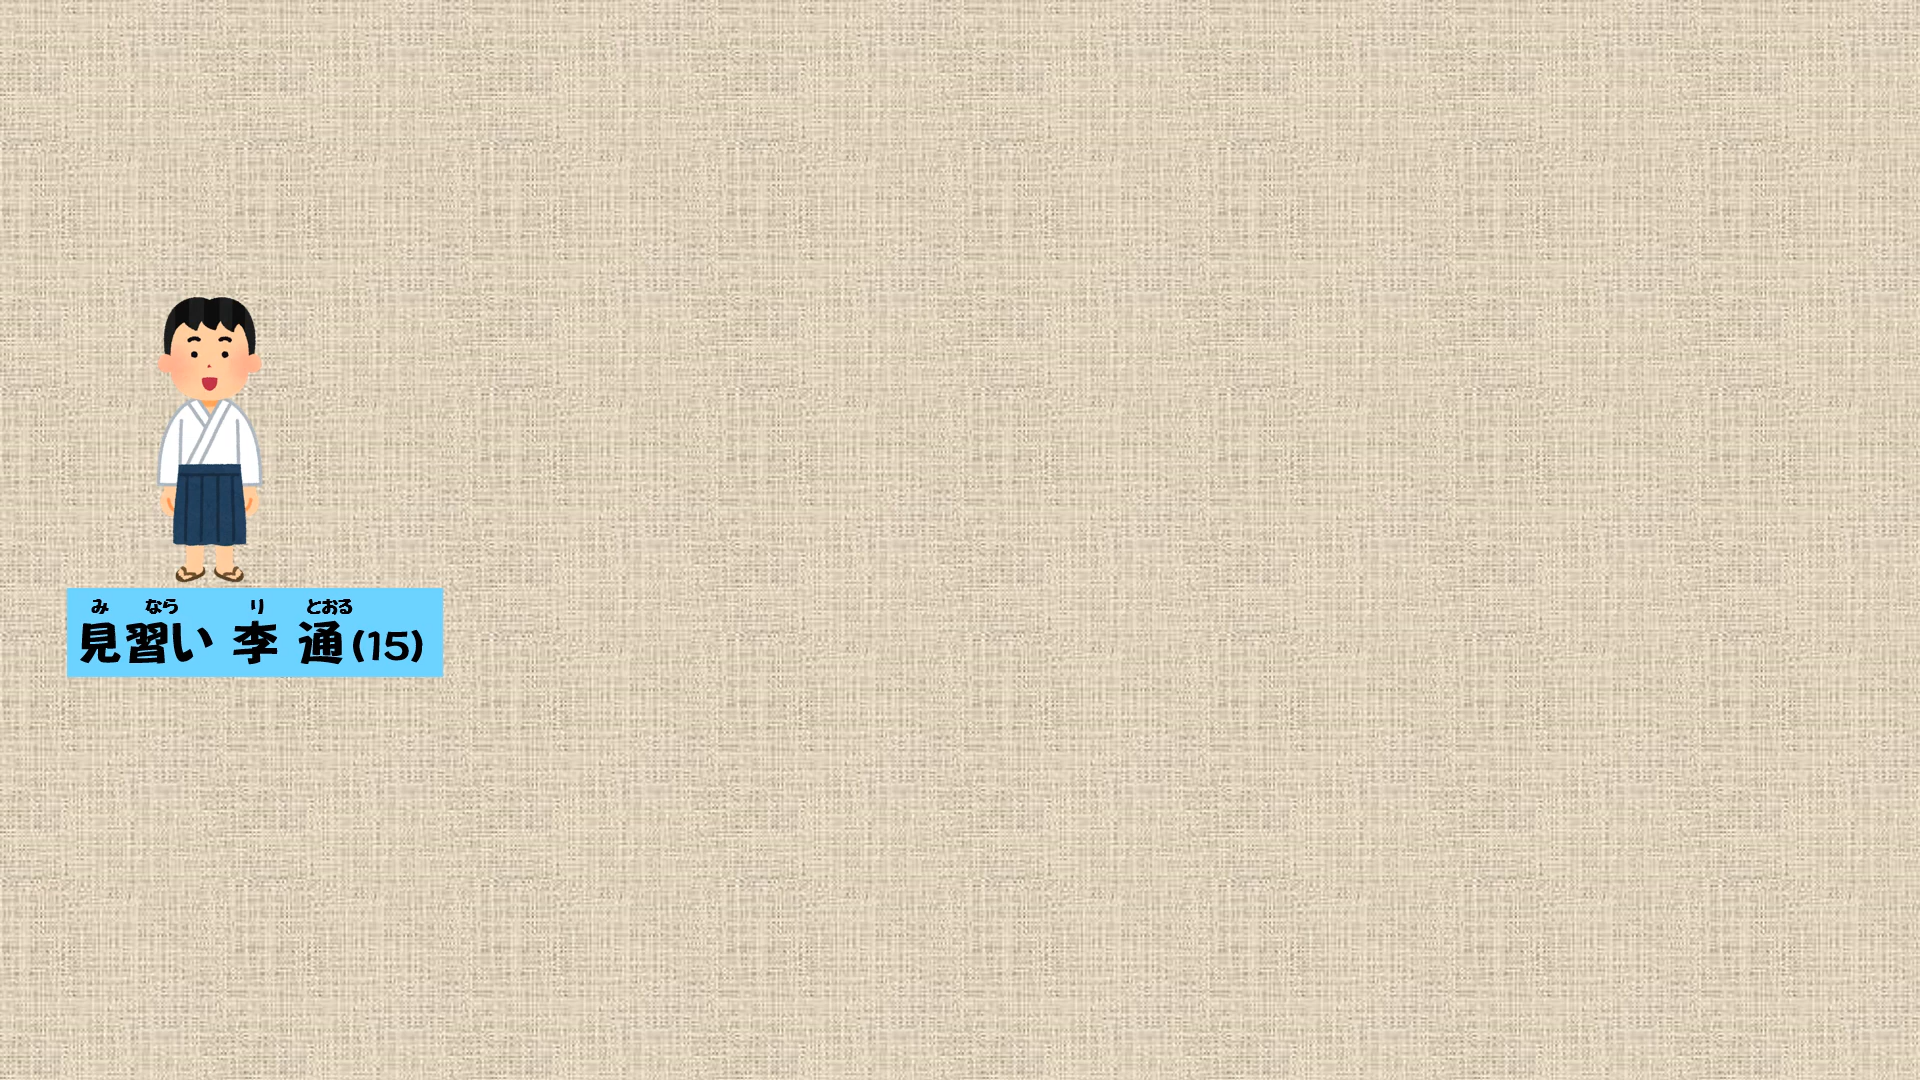 み なら り とおる
見習い 李 通(15)